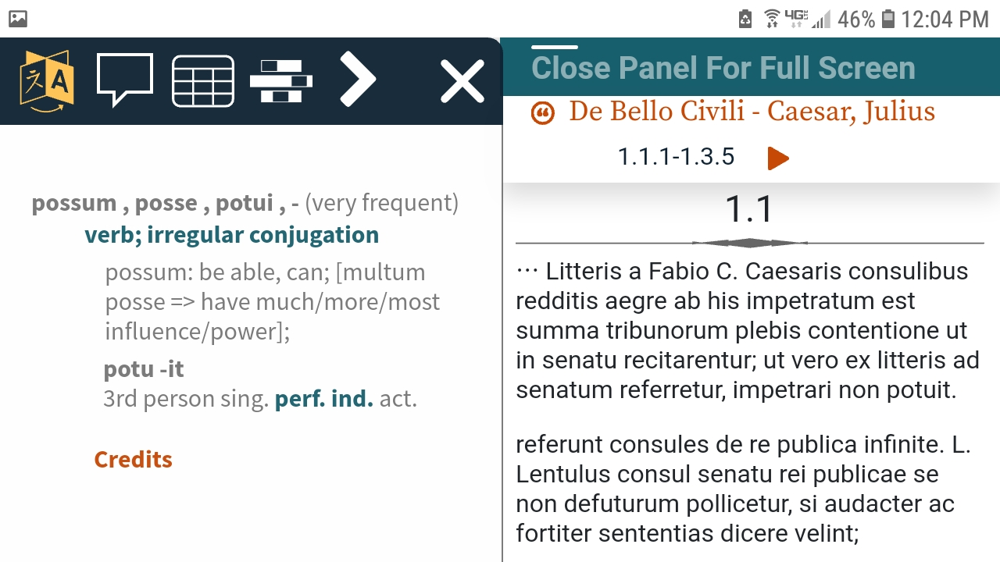 46% 12:04 PM
possum , posse , potui , - (very frequent)
verb; irregular conjugation
possum: be able, can; [multum
posse => have much/more/most
influence/power];
potu -it
3rd person sing. perf. ind. act.
Credits
Close Panel For Full Screen
De Bello Civili - Caesar, Julius
1.1.1-1.3.5
1.1
··· Litteris a Fabio C. Caesaris consulibus
redditis aegre ab his impetratum est
summa tribunorum plebis contentione ut
in senatu recitarentur; ut vero ex litteris ad
senatum referretur, impetrari non potuit.
referunt consules de re publica infinite. L.
Lentulus consul senatu rei publicae se
non defuturum pollicetur, si audacter ac
fortiter sententias dicere velint;